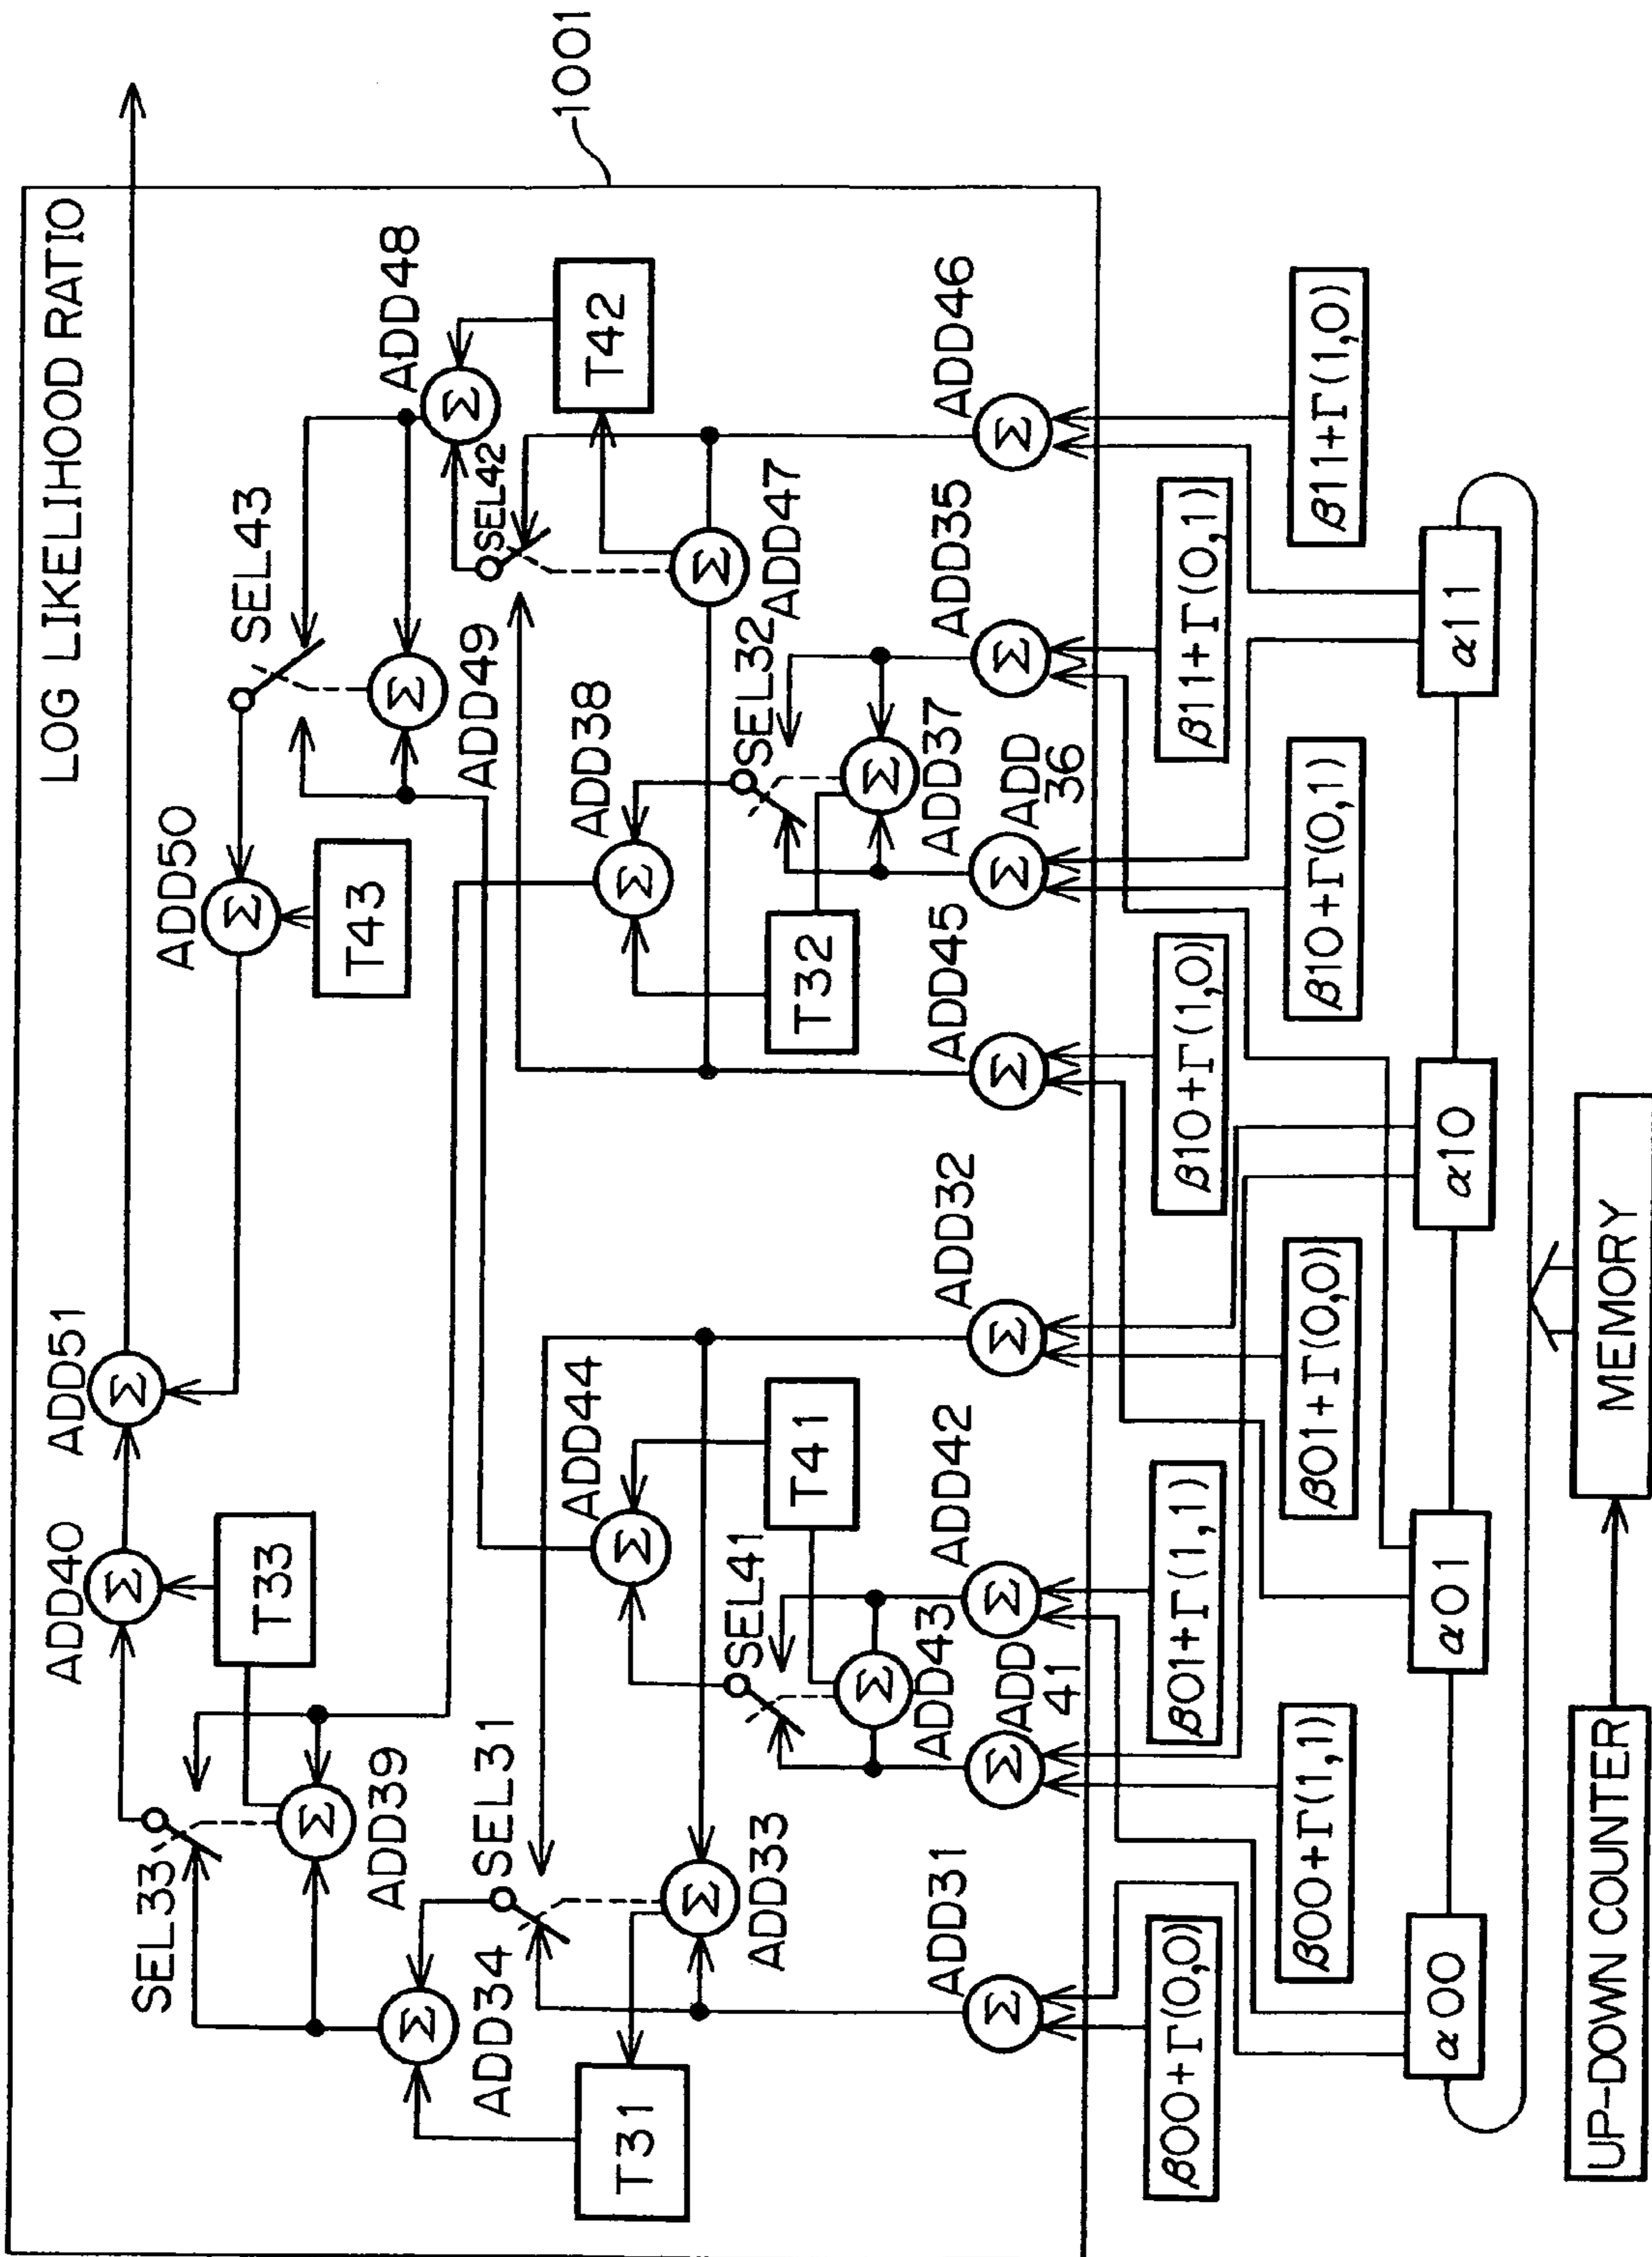 LOG LIKELIHOOD RATIO
1001
ADD40
ADD51
T33
SEL33
ADD39
ADD50
T43
SEL43
ADD49
ADD48
ADD34
SEL31
T31
ADD33
ADD44
SEL41
T41
ADD43
ADD38
SEL32
T32
ADD37
SEL42
T42
ADD47
ADD31
ADD
41
ADD42
ADD32
ADD45
ADD
36
ADD35
ADD46
β00+Γ(0,0)
β00+Γ(1,1)
β01+Γ(1,1)
β01+Γ(0,0)
β10+Γ(1,0)
β10+Γ(0,1)
β11+Γ(0,1)
β11+Γ(1,0)
α00
α01
α10
α11
UP-DOWN COUNTER
MEMORY